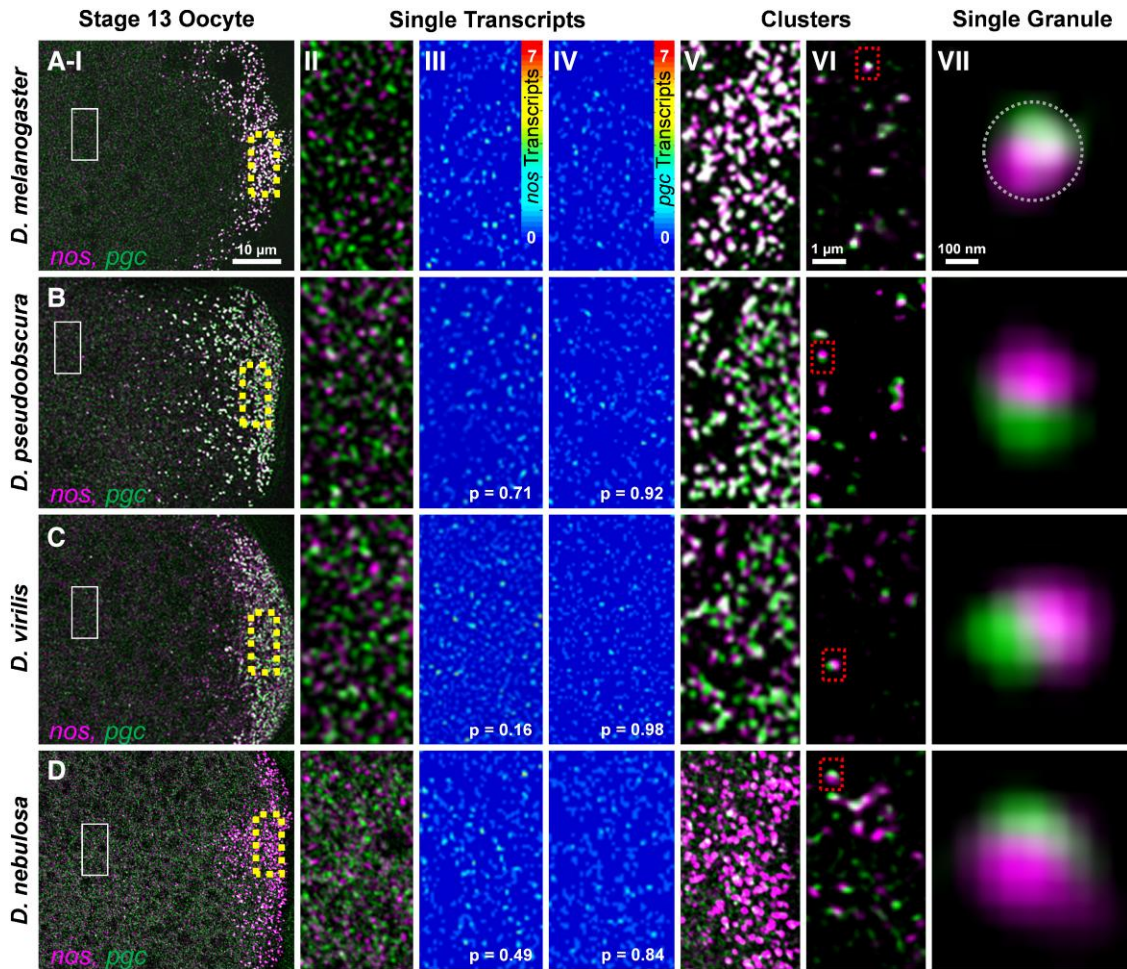 Stage 13 Oocyte Single Transcripts Clusters Single Granule
D. melanogaster
A-I II III IV V VI VII
7
nos Transcripts
0
7
pgc Transcripts
0
nos, pgc
10 µm
1 µm
100 nm
D. pseudoobscura
B
nos, pgc
p = 0.71
p = 0.92
D. virilis
C
nos, pgc
p = 0.16
p = 0.98
D. nebulosa
D
nos, pgc
p = 0.49
p = 0.84